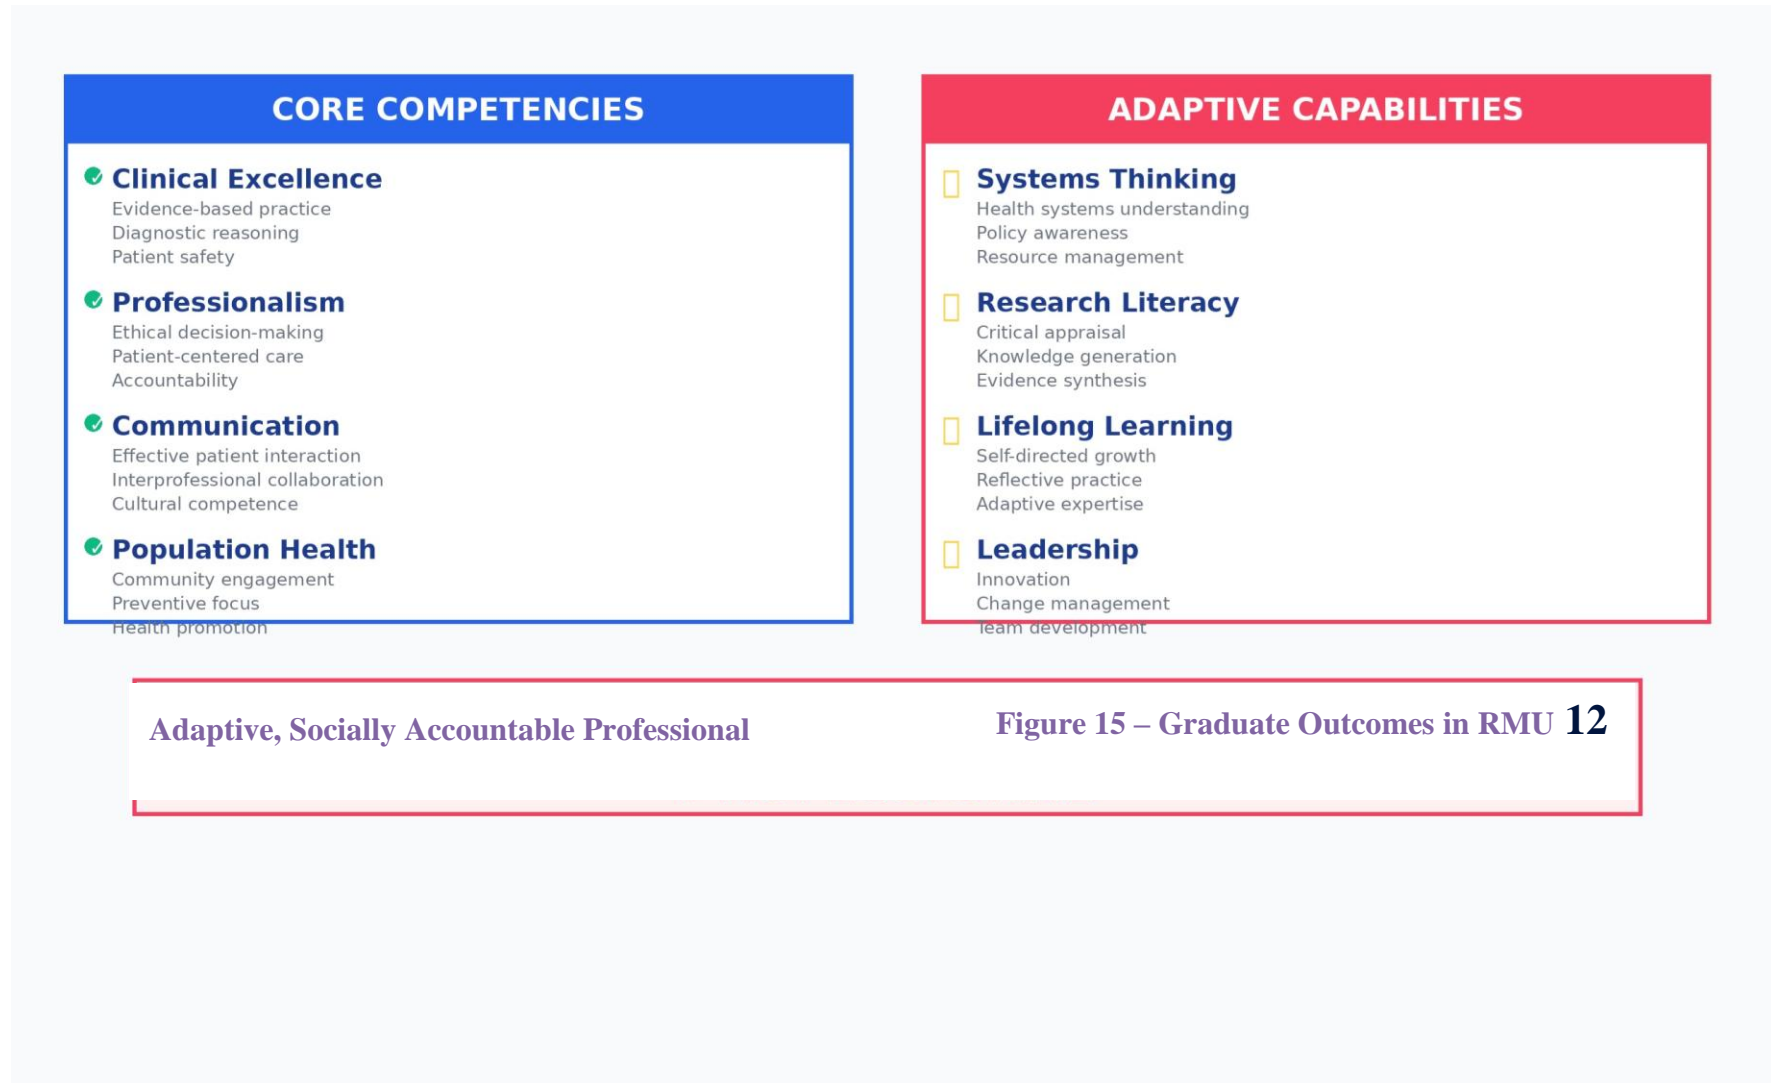 CORE COMPETENCIES
Clinical Excellence
Evidence-based practice
Diagnostic reasoning
Patient safety
Professionalism
Ethical decision-making
Patient-centered care
Accountability
Communication
Effective patient interaction
Interprofessional collaboration
Cultural competence
Population Health
Community engagement
Preventive focus
Health promotion
ADAPTIVE CAPABILITIES
Systems Thinking
Health systems understanding
Policy awareness
Resource management
Research Literacy
Critical appraisal
Knowledge generation
Evidence synthesis
Lifelong Learning
Self-directed growth
Reflective practice
Adaptive expertise
Leadership
Innovation
Change management
Team development
Adaptive, Socially Accountable Professional
Figure 15 – Graduate Outcomes in RMU 12